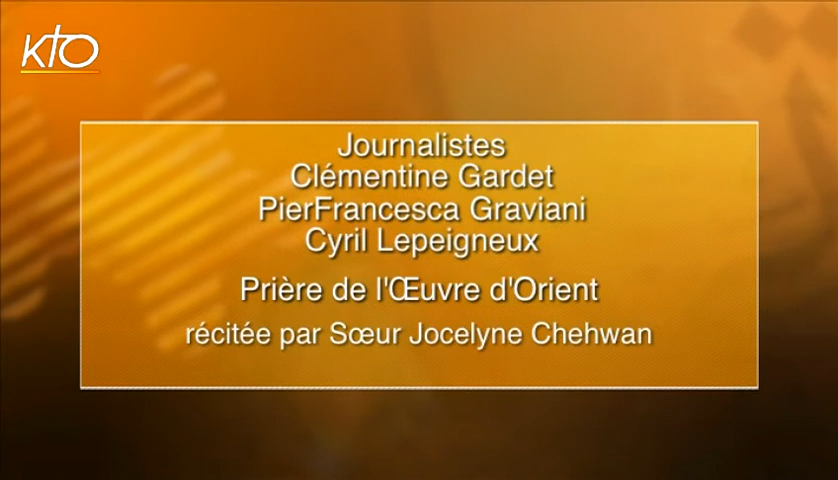 KTO
Journalistes
Clémentine Gardet
PierFrancesca Graviani
Cyril Lepeigneux
Prière de l'Œuvre d'Orient
récitée par Sœur Jocelyne Chehwan